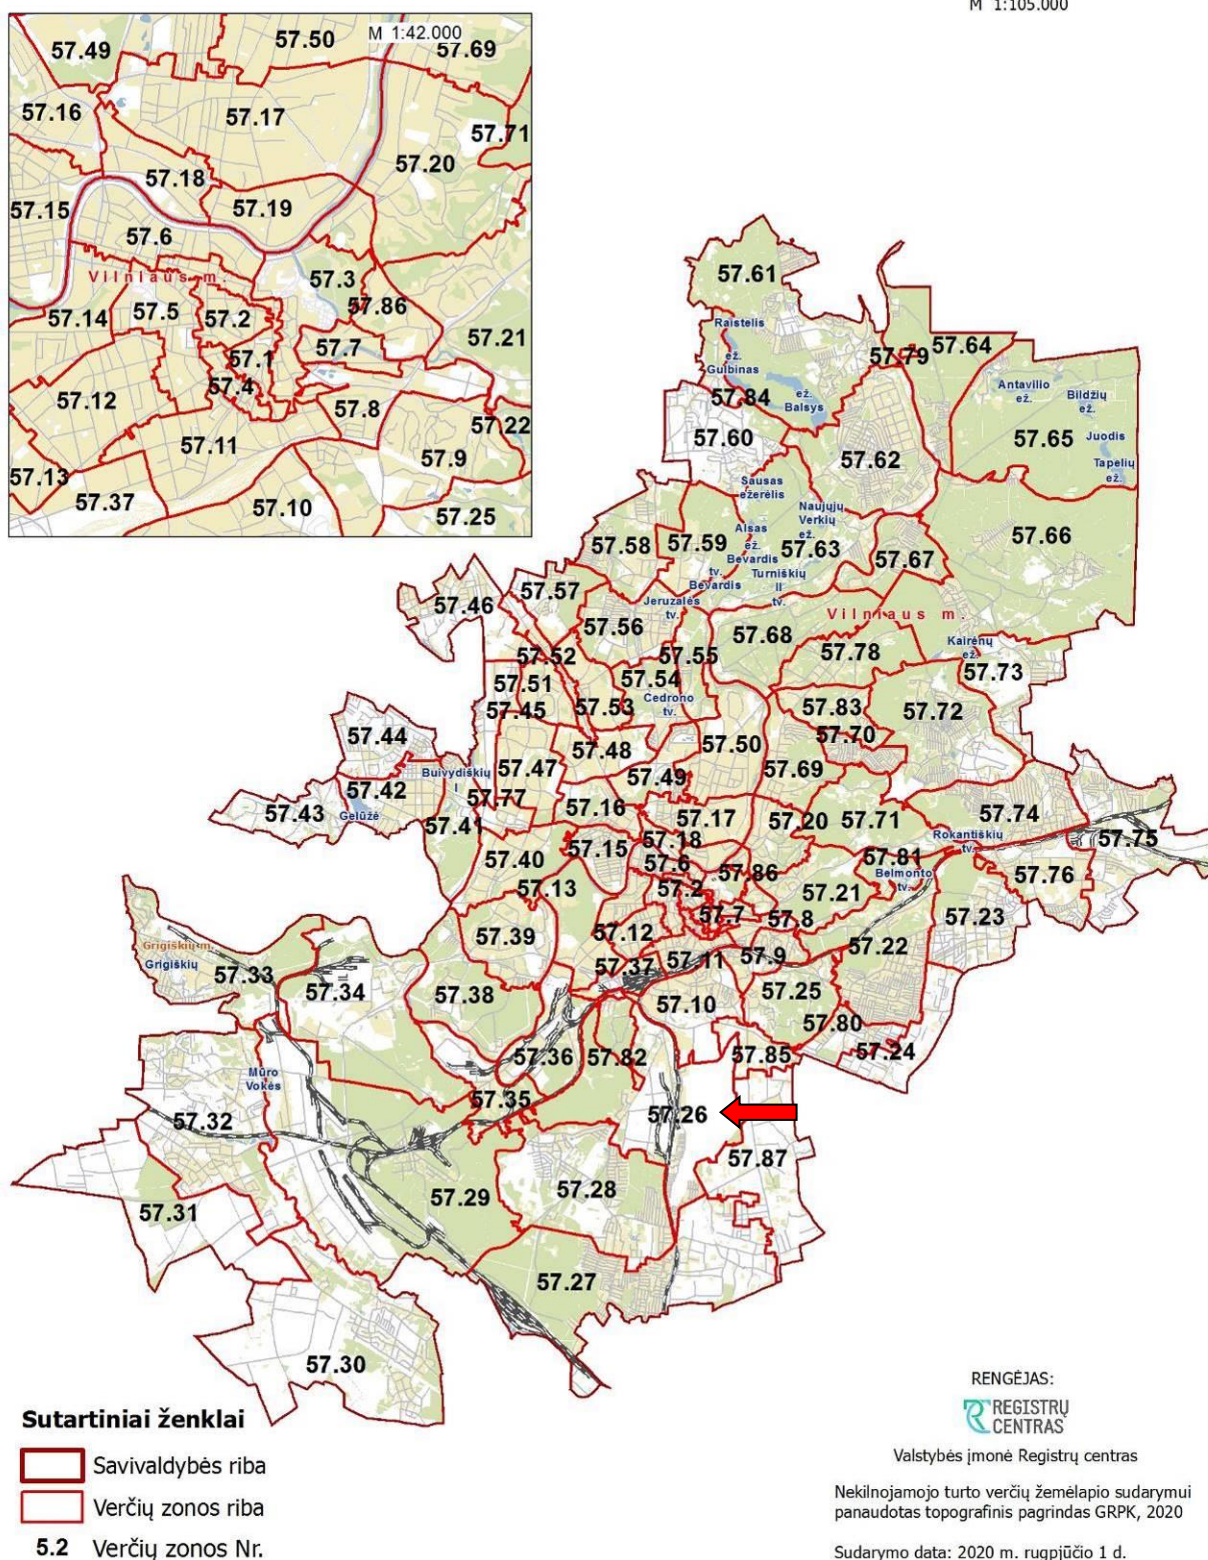 M 1:105.000
M 1:42.000
57.49
57.50
57.69
57.16
57.17
57.71
57.20
57.18
57.15
57.19
57.6
Vilniaus m.
57.3
57.14
57.5
57.2
57.86
57.21
57.1
57.7
57.4
57.12
57.8
57.22
57.11
57.9
57.13
57.37
57.10
57.25
57.61
Raistelis
ež.
Gulbinas
57.79
57.64
57.84
ež.
Balsys
Antavilio
ež.
Bildžių
ež.
57.60
57.65
Juodis
57.62
Tapelių
ež.
Sausas
ežerėlis
Naujųjų
Verkių
ež.
57.66
57.58
57.59
Alsas
ež.
57.63
57.67
Bevardis
tv.
Bevardis
Turniškių
II
tv.
57.57
57.46
Jeruzalės
tv.
57.56
57.68
Vilniaus m.
57.52
57.55
57.78
Kairėnų
ež.
57.73
57.51
57.54
Cedrono
tv.
57.45
57.53
57.83
57.72
57.44
57.48
57.50
57.70
Buivydiškių
I
57.47
57.49
57.69
57.42
57.77
57.43
Gelūžė
57.16
57.17
57.20
57.71
57.74
57.41
57.18
Rokantiškių
tv.
57.75
57.40
57.15
57.6
57.86
57.81
Belmonto
tv.
57.76
57.13
57.2
57.21
57.7
57.8
57.23
57.39
57.12
57.22
Grigiškių m.
Grigiškių
57.33
57.34
57.37
57.11
57.9
57.38
57.10
57.25
57.80
57.36
57.82
57.85
57.24
Mūro
Vokės
57.35
57.32
57.26
57.87
57.29
57.28
57.31
57.27
57.30
RENGĖJAS:
REGISTRŲ
CENTRAS
Valstybės įmonė Registrų centras
Sutartiniai ženklai
Savivaldybės riba
Verčių zonos riba
5.2 Verčių zonos Nr.
Nekilnojamojo turto verčių žemėlapio sudarymui
panaudotas topografinis pagrindas GRPK, 2020
Sudarymo data: 2020 m. rugpjūčio 1 d.